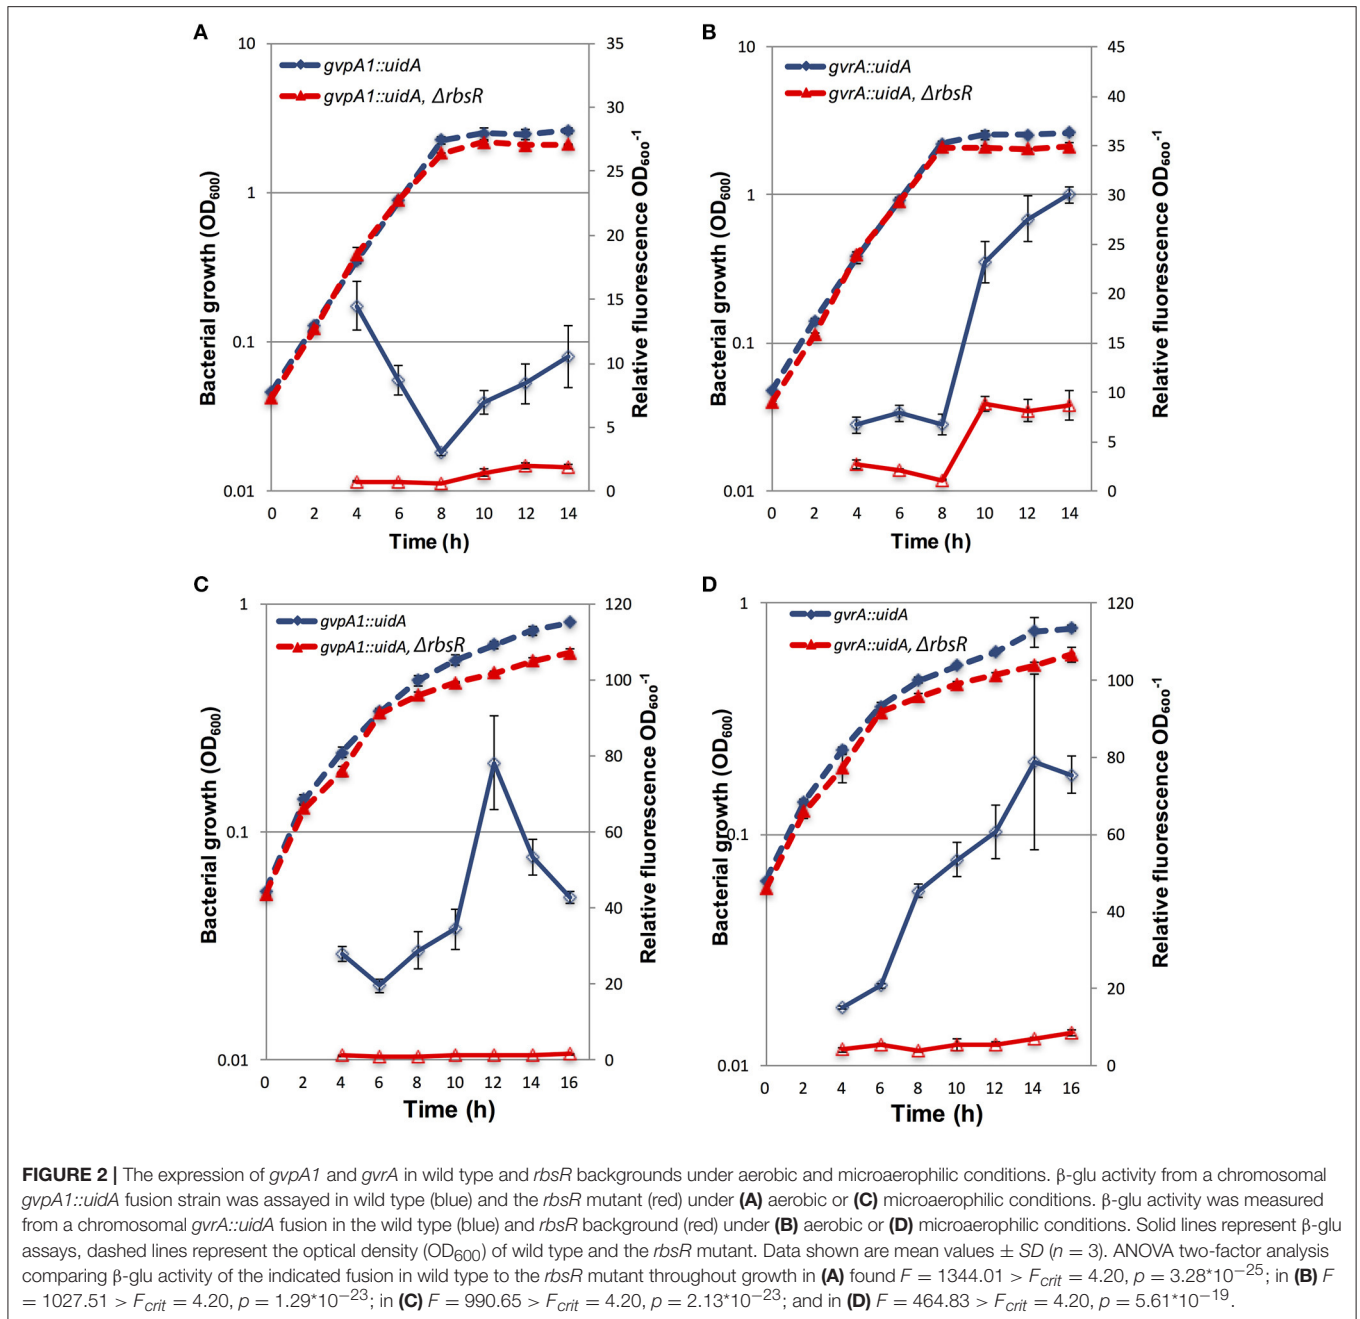 A
B
10
1
0.1
0.01
35
30
25
20
15
10
5
0
gvpA1::uidA
gvpA1::uidA, ΔrbsR
Bacterial growth (OD600)
Relative fluorescence OD600-1
0 2 4 6 8 10 12 14
Time (h)
10
1
0.1
0.01
45
40
35
30
25
20
15
10
5
0
gvrA::uidA
gvrA::uidA, ΔrbsR
Bacterial growth (OD600)
Relative fluorescence OD600-1
0 2 4 6 8 10 12 14
Time (h)
C
D
1
0.1
0.01
120
100
80
60
40
20
0
gvpA1::uidA
gvpA1::uidA, ΔrbsR
Bacterial growth (OD600)
Relative fluorescence OD600-1
0 2 4 6 8 10 12 14 16
Time (h)
1
0.1
0.01
120
100
80
60
40
20
0
gvrA::uidA
gvrA::uidA, ΔrbsR
Bacterial growth (OD600)
Relative fluorescence OD600-1
0 2 4 6 8 10 12 14 16
Time (h)
FIGURE 2 | The expression of gvpA1 and gvrA in wild type and rbsR backgrounds under aerobic and microaerophilic conditions. β-glu activity from a chromosomal
gvpA1::uidA fusion strain was assayed in wild type (blue) and the rbsR mutant (red) under (A) aerobic or (C) microaerophilic conditions. β-glu activity was measured
from a chromosomal gvrA::uidA fusion in the wild type (blue) and rbsR background (red) under (B) aerobic or (D) microaerophilic conditions. Solid lines represent β-glu
assays, dashed lines represent the optical density (OD600) of wild type and the rbsR mutant. Data shown are mean values ± SD (n = 3). ANOVA two-factor analysis
comparing β-glu activity of the indicated fusion in wild type to the rbsR mutant throughout growth in (A) found F = 1344.01 > Fcrit = 4.20, p = 3.28*10−25; in (B) F
= 1027.51 > Fcrit = 4.20, p = 1.29*10−23; in (C) F = 990.65 > Fcrit = 4.20, p = 2.13*10−23; and in (D) F = 464.83 > Fcrit = 4.20, p = 5.61*10−19.